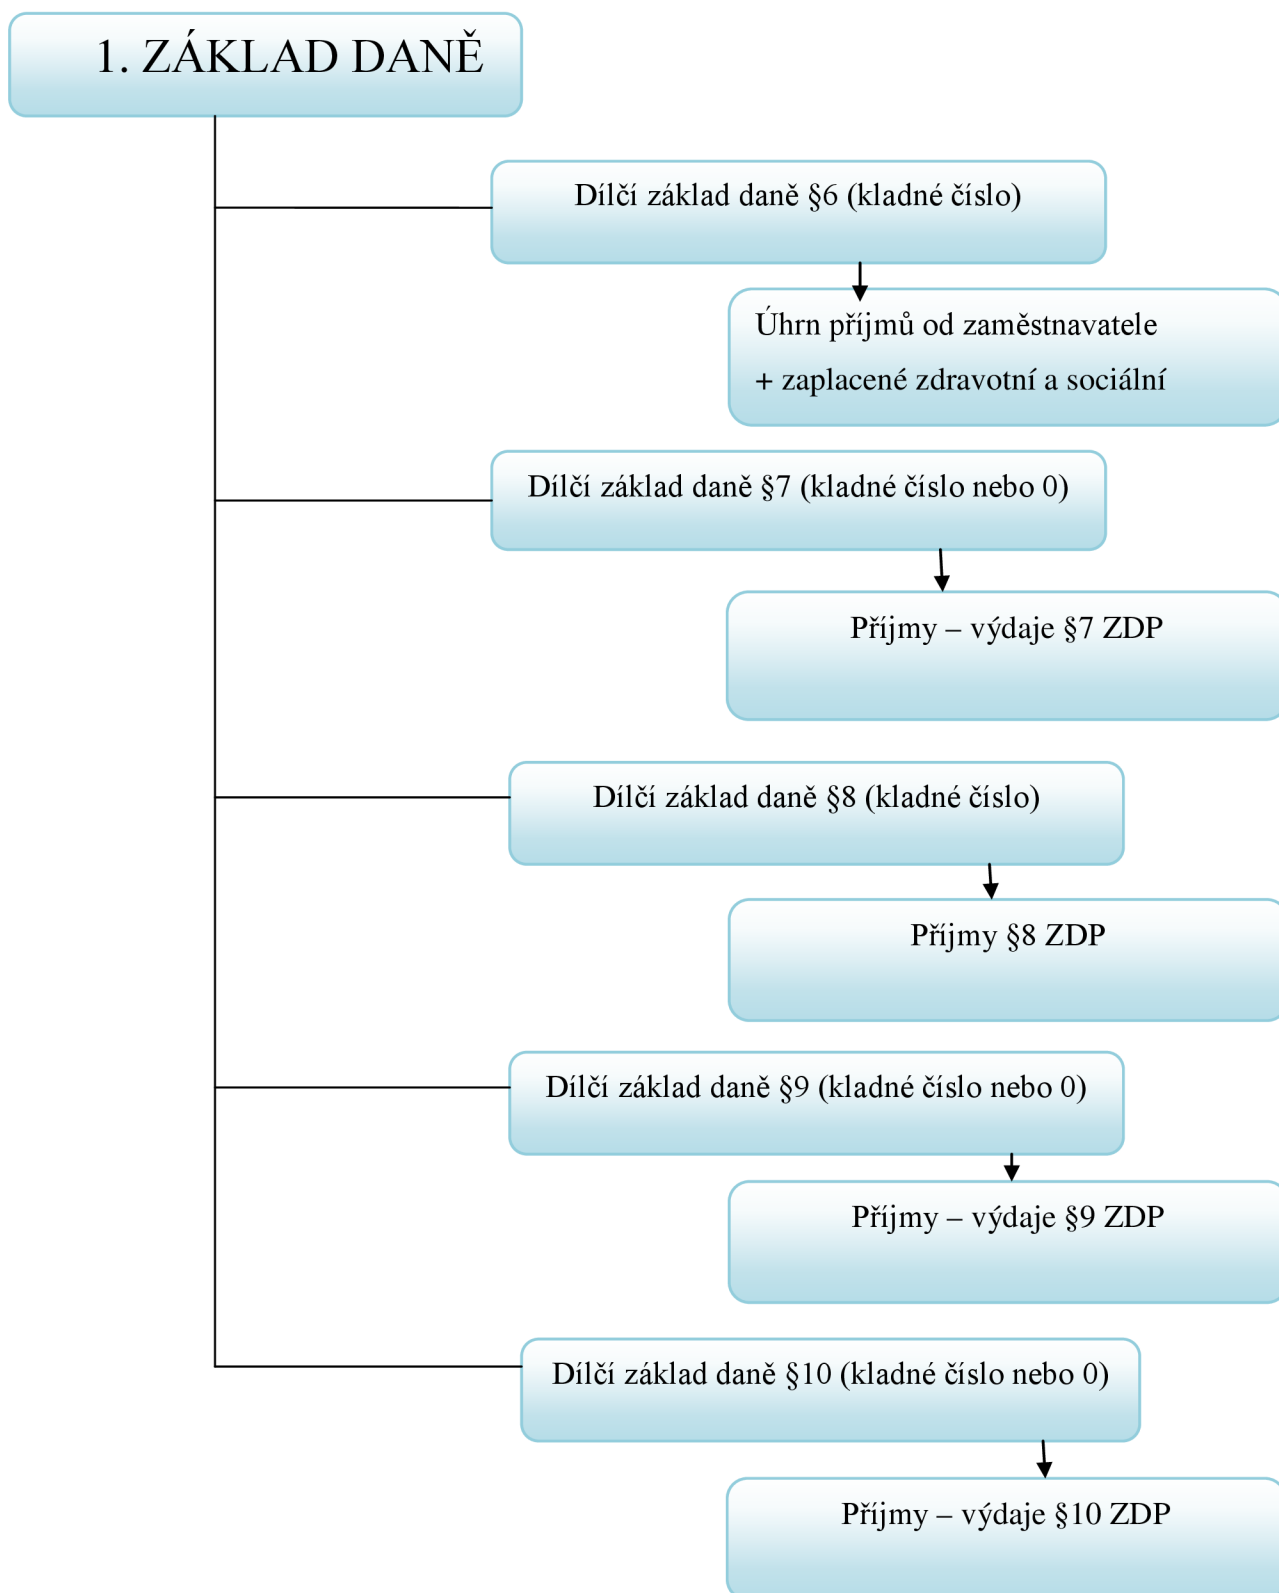 1. ZÁKLAD DANĚ
Dílčí základ daně §6 (kladné číslo)
Úhrn příjmů od zaměstnavatele
+ zaplacené zdravotní a sociální
Dílčí základ daně §7 (kladné číslo nebo 0)
Příjmy – výdaje §7 ZDP
Dílčí základ daně §8 (kladné číslo)
Příjmy §8 ZDP
Dílčí základ daně §9 (kladné číslo nebo 0)
Příjmy – výdaje §9 ZDP
Dílčí základ daně §10 (kladné číslo nebo 0)
Příjmy – výdaje §10 ZDP